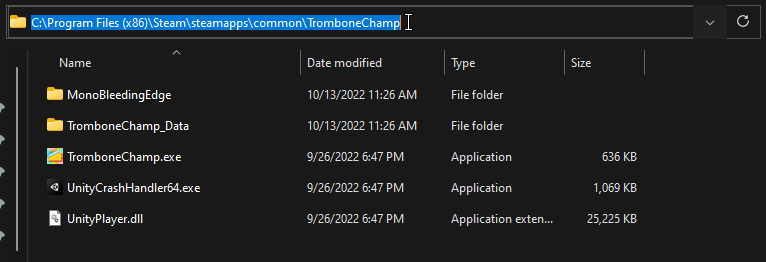 C:\Program Files (x86)\Steam\steamapps\common\TromboneChamp
Name Date modified Type Size
MonoBleedingEdge 10/13/2022 11:26 AM File folder
TromboneChamp_Data 10/13/2022 11:26 AM File folder
TromboneChamp.exe 9/26/2022 6:47 PM Application 636 KB
UnityCrashHandler64.exe 9/26/2022 6:47 PM Application 1,069 KB
UnityPlayer.dll 9/26/2022 6:47 PM Application exten... 25,225 KB